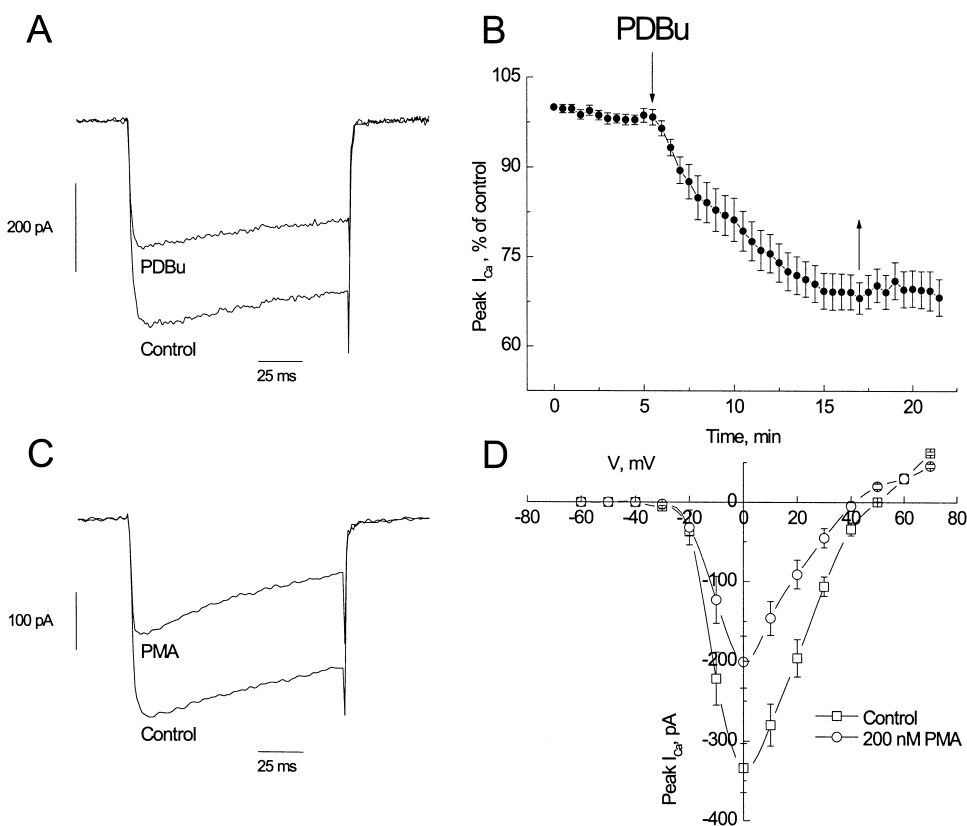 A
200 pA
PDBu
Control
25 ms
B
PDBu
105
90
75
60
Peak I_Ca, % of control
0 5 10 15 20
Time, min
C
100 pA
PMA
Control
25 ms
D
V, mV
-80 -60 -40 -20 0 20 40 60 80
0
-100
-200
-300
-400
Peak I_Ca, pA
Control
200 nM PMA